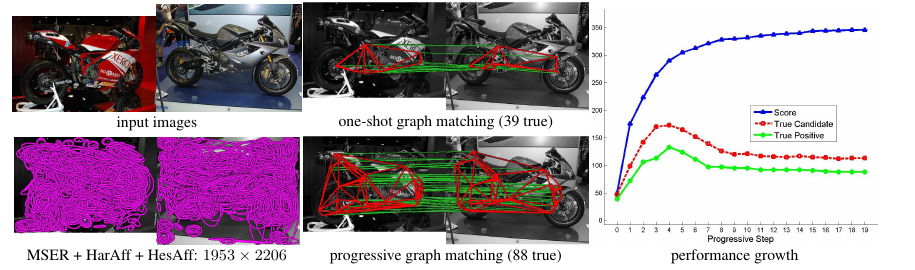 XEROX
input images
one-shot graph matching (39 true)
MSER + HarAff + HesAff: 1953 × 2206
progressive graph matching (88 true)
350
300
250
200
150
100
50
0
Score
True Candidate
True Positive
0 1 2 3 4 5 6 7 8 9 10 11 12 13 14 15 16 17 18 19
Progressive Step
performance growth